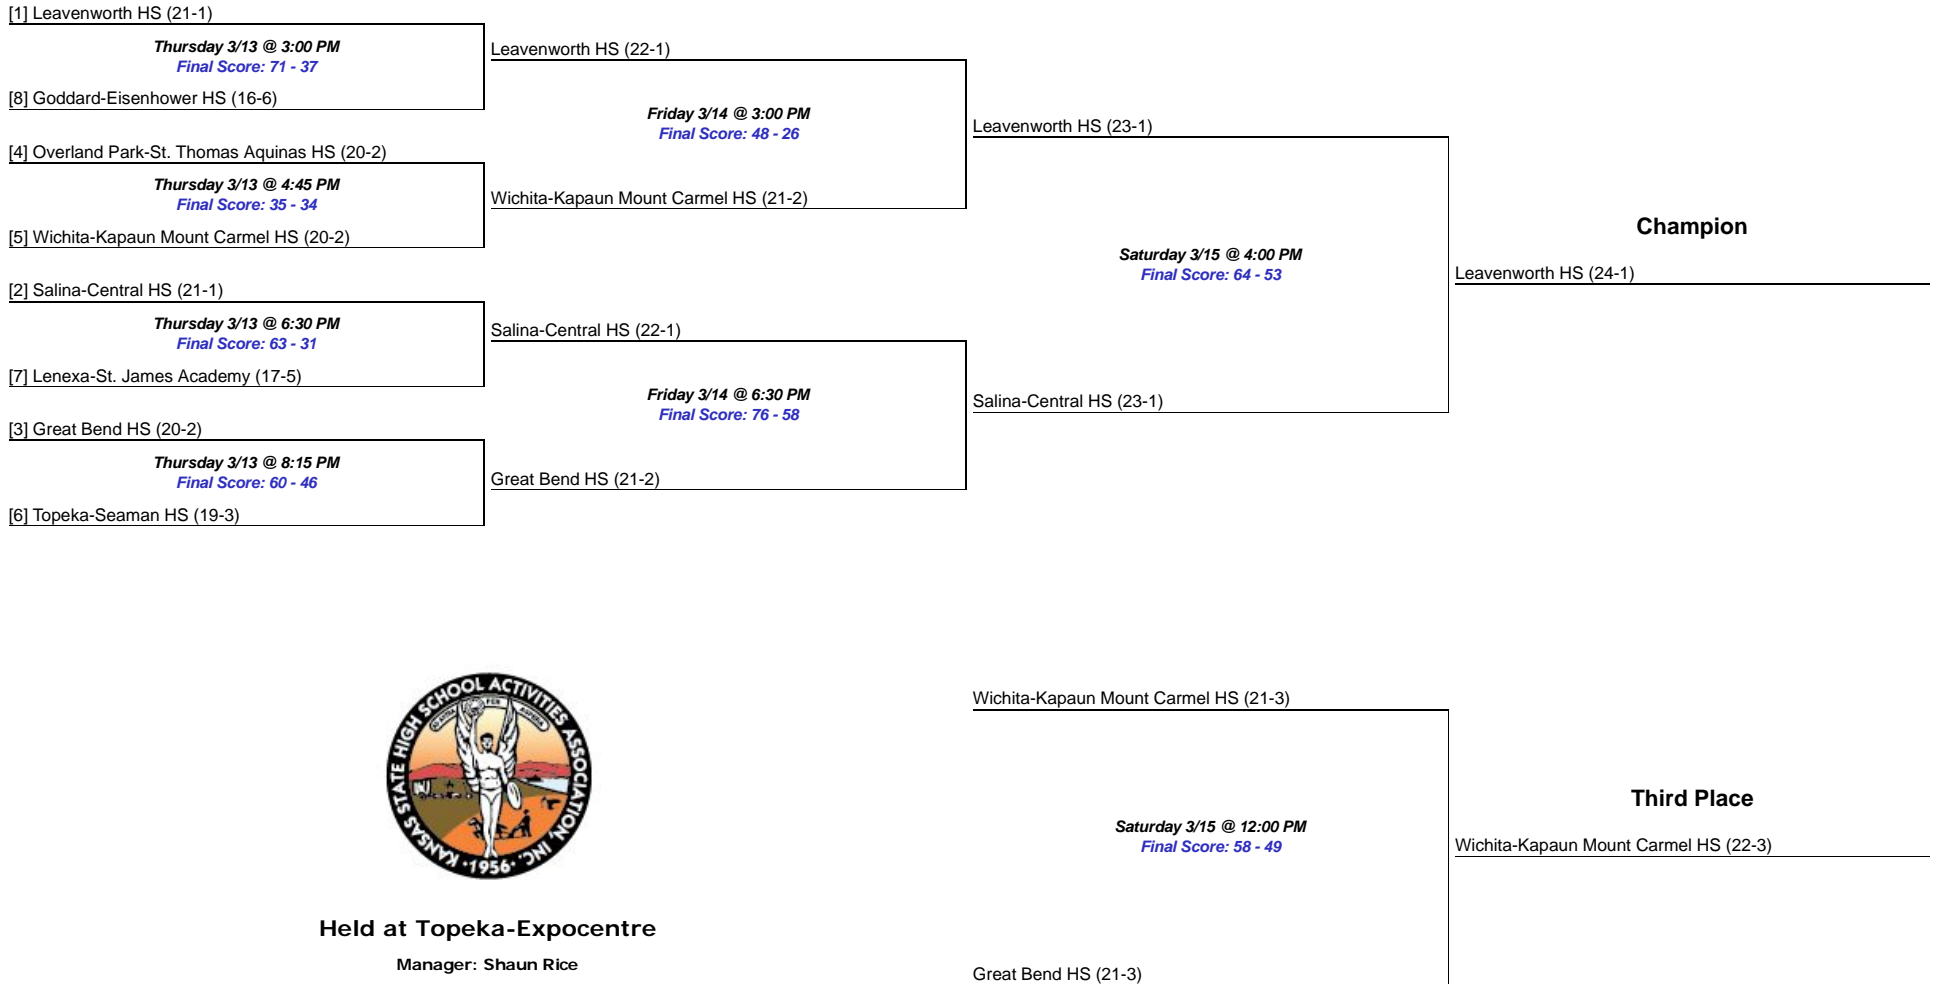 [1] Leavenworth HS (21-1)
Thursday 3/13 @ 3:00 PM
Final Score: 71 - 37
[8] Goddard-Eisenhower HS (16-6)
[4] Overland Park-St. Thomas Aquinas HS (20-2)
Thursday 3/13 @ 4:45 PM
Final Score: 35 - 34
[5] Wichita-Kapaun Mount Carmel HS (20-2)
[2] Salina-Central HS (21-1)
Thursday 3/13 @ 6:30 PM
Final Score: 63 - 31
[7] Lenexa-St. James Academy (17-5)
[3] Great Bend HS (20-2)
Thursday 3/13 @ 8:15 PM
Final Score: 60 - 46
[6] Topeka-Seaman HS (19-3)
Leavenworth HS (22-1)
Friday 3/14 @ 3:00 PM
Final Score: 48 - 26
Wichita-Kapaun Mount Carmel HS (21-2)
Salina-Central HS (22-1)
Friday 3/14 @ 6:30 PM
Final Score: 76 - 58
Great Bend HS (21-2)
Leavenworth HS (23-1)
Saturday 3/15 @ 4:00 PM
Final Score: 64 - 53
Salina-Central HS (23-1)
Champion
Leavenworth HS (24-1)
KANSAS STATE HIGH SCHOOL ACTIVITIES ASSOCIATION, INC.
·1956·
Held at Topeka-Expocentre
Manager: Shaun Rice
Wichita-Kapaun Mount Carmel HS (21-3)
Saturday 3/15 @ 12:00 PM
Final Score: 58 - 49
Great Bend HS (21-3)
Third Place
Wichita-Kapaun Mount Carmel HS (22-3)